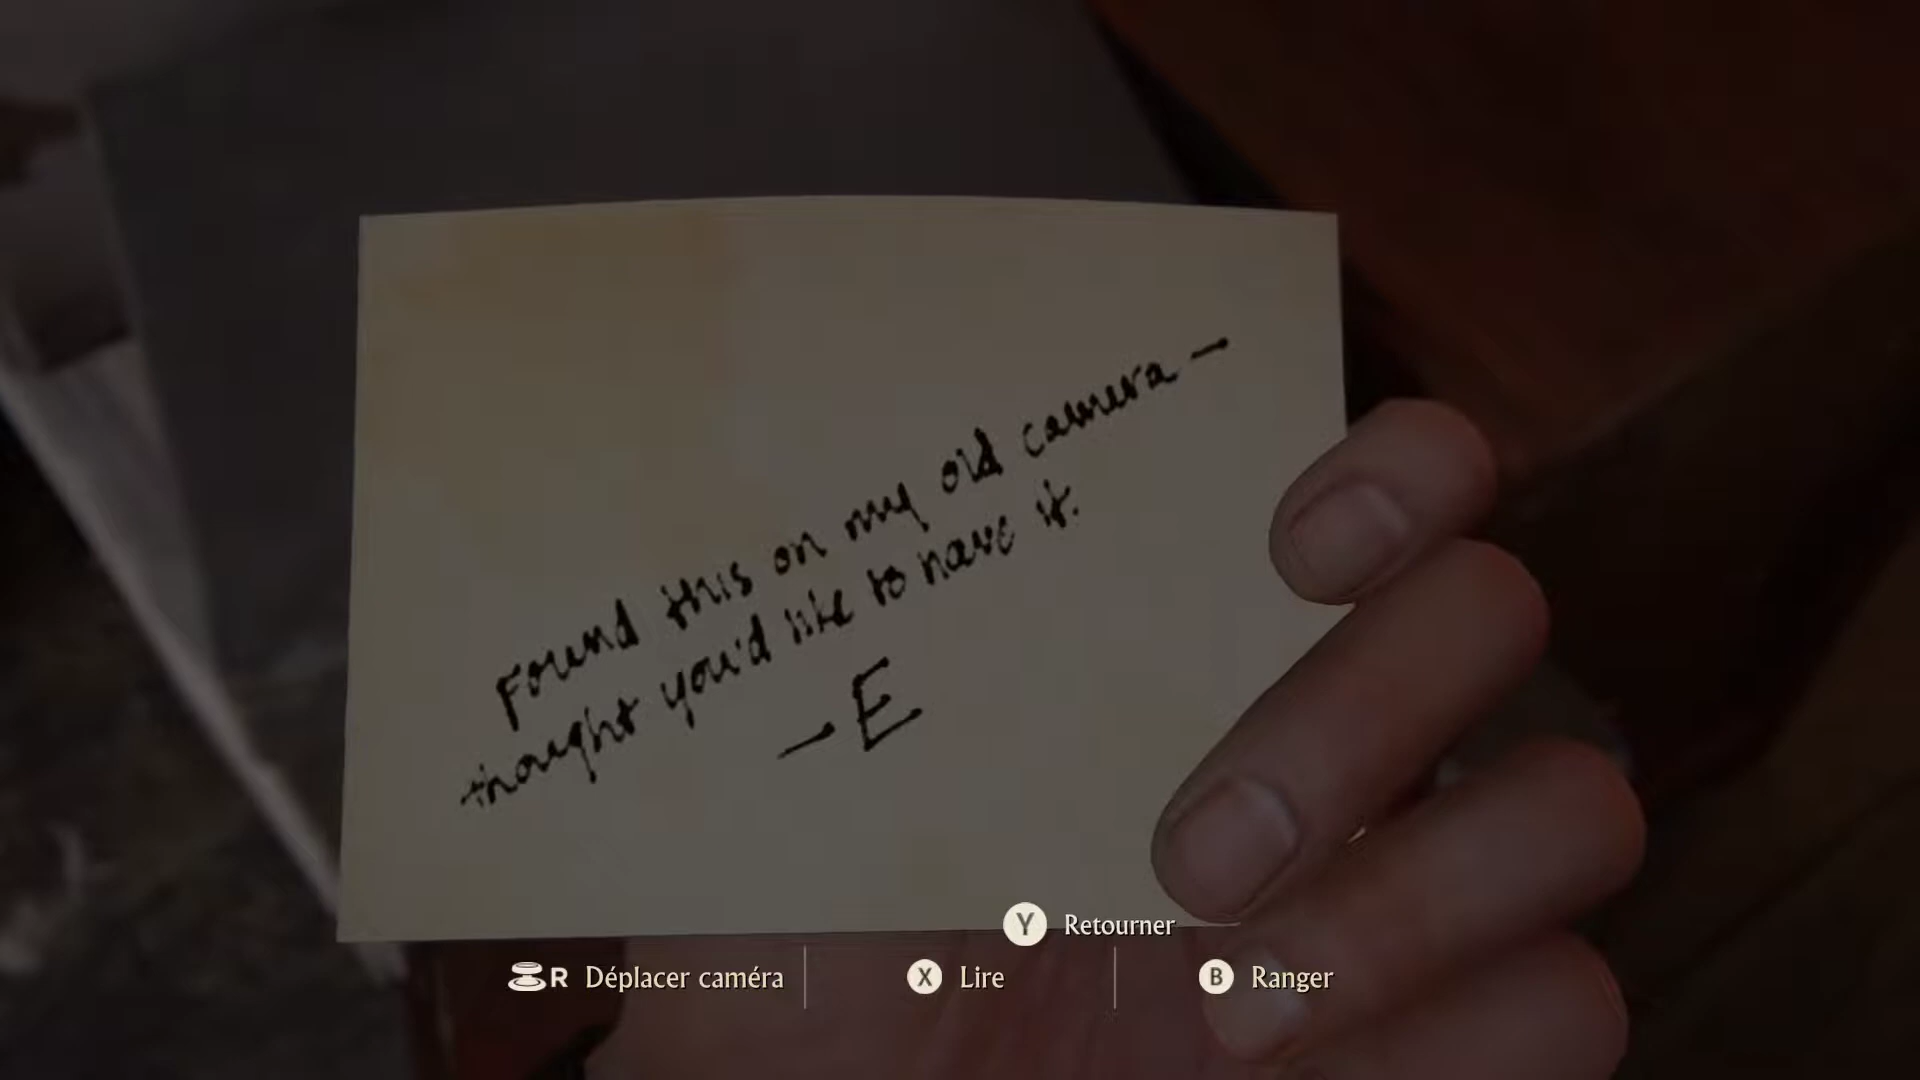 Found this on my old camera —
thought you'd like to have it.
—E
Y Retourner
R Déplacer caméra
X Lire
B Ranger